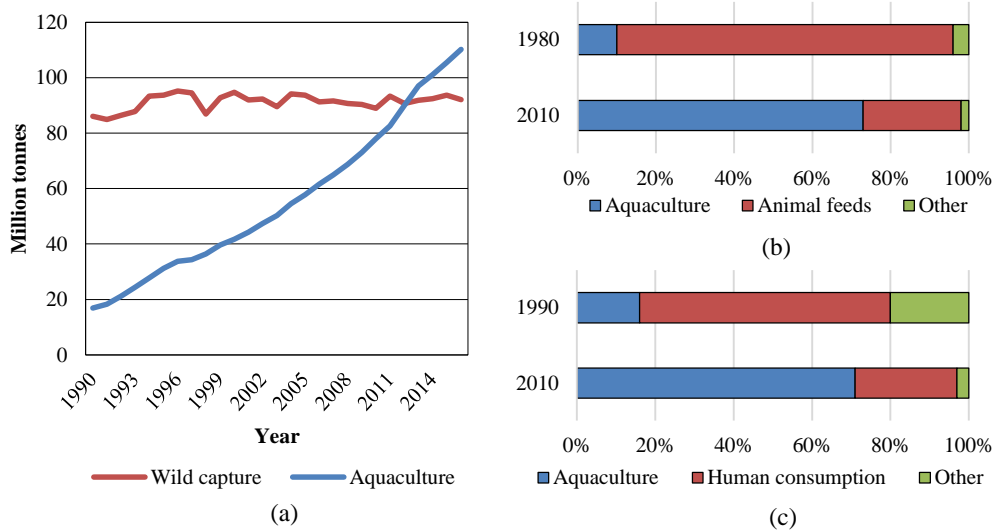 120
100
80
60
40
20
0
Million tonnes
1990
1993
1996
1999
2002
2005
2008
2011
2014
Year
Wild capture Aquaculture
(a)
1980
2010
0% 20% 40% 60% 80% 100%
Aquaculture Animal feeds Other
(b)
1990
2010
0% 20% 40% 60% 80% 100%
Aquaculture Human consumption Other
(c)